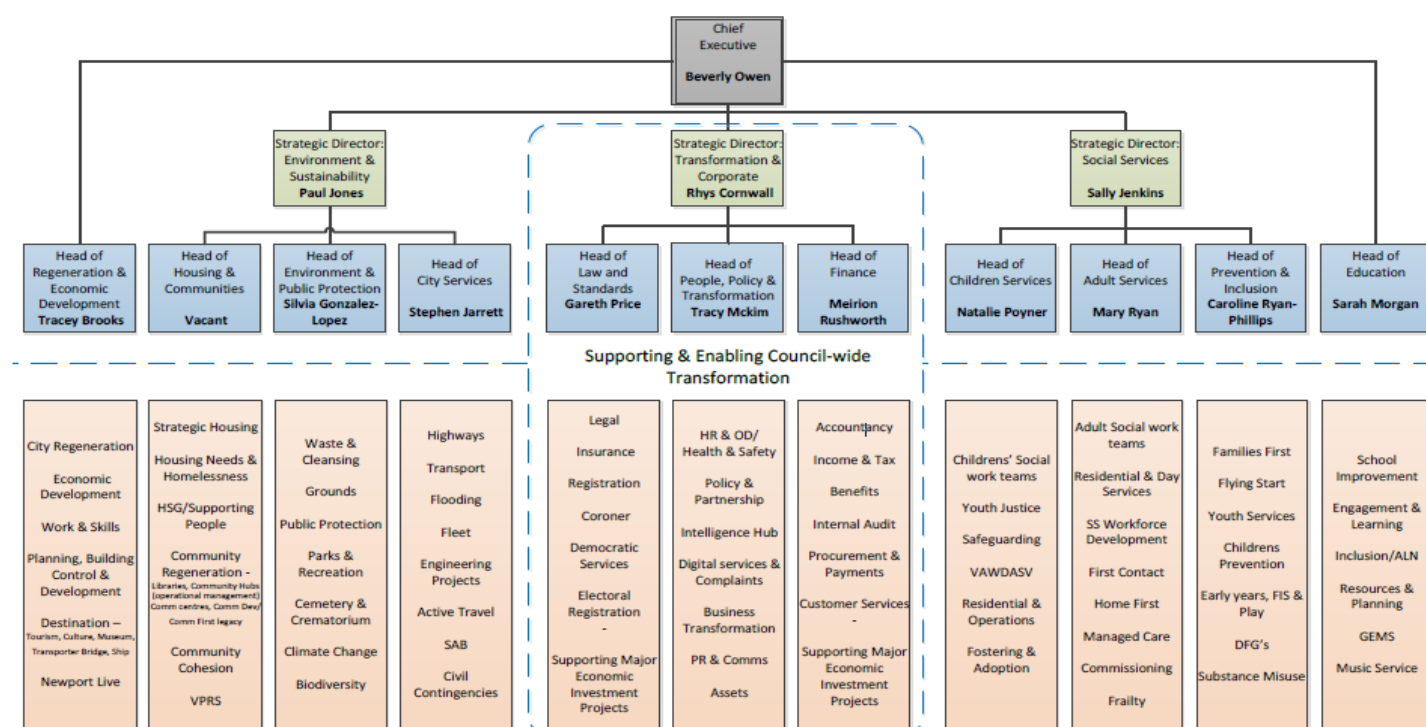 Chief
Executive
Beverly Owen
Strategic Director:
Environment &
Sustainability
Paul Jones
Strategic Director:
Transformation &
Corporate
Rhys Cornwall
Strategic Director:
Social Services
Sally Jenkins
Head of
Regeneration &
Economic
Development
Tracey Brooks
Head of
Housing &
Communities
Vacant
Head of
Environment &
Public Protection
Silvia Gonzalez-
Lopez
Head of
City Services
Stephen Jarrett
Head of
Law and
Standards
Gareth Price
Head of
People, Policy &
Transformation
Tracy Mckim
Head of
Finance
Meirion
Rushworth
Head of
Children Services
Natalie Poyner
Head of
Adult Services
Mary Ryan
Head of
Prevention &
Inclusion
Caroline Ryan-
Phillips
Head of
Education
Sarah Morgan
Supporting & Enabling Council-wide
Transformation
City Regeneration
Economic
Development
Work & Skills
Planning, Building
Control &
Development
Destination –
Tourism, Culture, Museum,
Transporter Bridge, Ship
Newport Live
Strategic Housing
Housing Needs &
Homelessness
HSG/Supporting
People
Community
Regeneration -
Libraries, Community Hubs
(operational management)
Comm centres, Comm Dev/
Comm First legacy
Community
Cohesion
VPRS
Waste &
Cleansing
Grounds
Public Protection
Parks &
Recreation
Cemetery &
Crematorium
Climate Change
Biodiversity
Highways
Transport
Flooding
Fleet
Engineering
Projects
Active Travel
SAB
Civil
Contingencies
Legal
Insurance
Registration
Coroner
Democratic
Services
Electoral
Registration
-
Supporting Major
Economic
Investment
Projects
HR & OD/
Health & Safety
Policy &
Partnership
Intelligence Hub
Digital services &
Complaints
Business
Transformation
PR & Comms
Assets
Accountancy
Income & Tax
Benefits
Internal Audit
Procurement &
Payments
Customer Services
-
Supporting Major
Economic
Investment
Projects
Childrens’ Social
work teams
Youth Justice
Safeguarding
VAWDASV
Residential &
Operations
Fostering &
Adoption
Adult Social work
teams
Residential & Day
Services
SS Workforce
Development
First Contact
Home First
Managed Care
Commissioning
Frailty
Families First
Flying Start
Youth Services
Childrens
Prevention
Early years, FIS &
Play
DFG’s
Substance Misuse
School
Improvement
Engagement &
Learning
Inclusion/ALN
Resources &
Planning
GEMS
Music Service